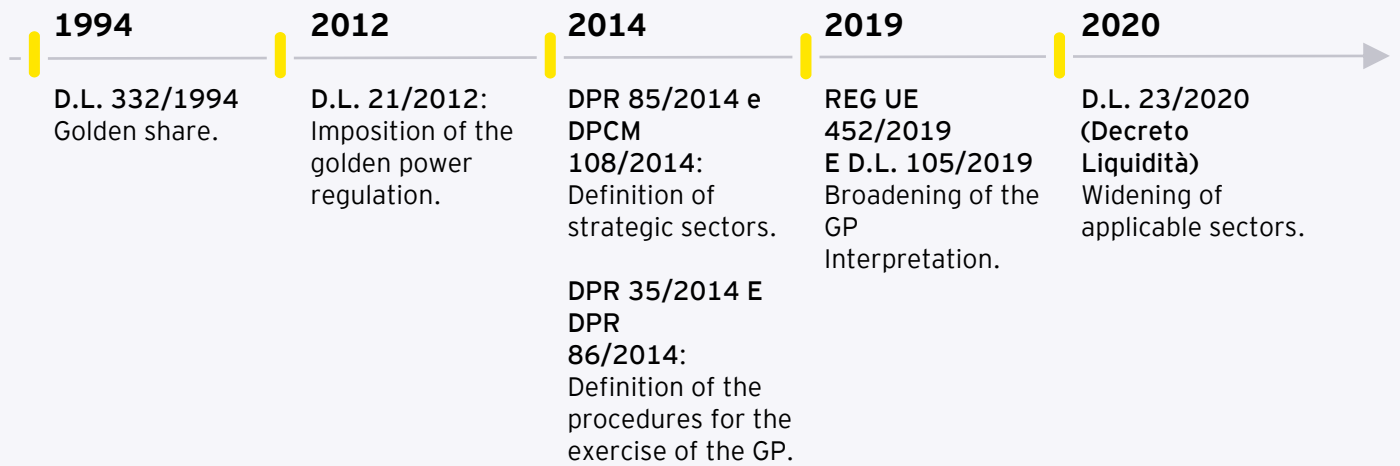 1994
D.L. 332/1994
Golden share.
2012
D.L. 21/2012:
Imposition of the
golden power
regulation.
2014
DPR 85/2014 e
DPCM
108/2014:
Definition of
strategic sectors.
DPR 35/2014 E
DPR
86/2014:
Definition of the
procedures for the
exercise of the GP.
2019
REG UE
452/2019
E D.L. 105/2019
Broadening of the
GP
Interpretation.
2020
D.L. 23/2020
(Decreto
Liquidità)
Widening of
applicable sectors.